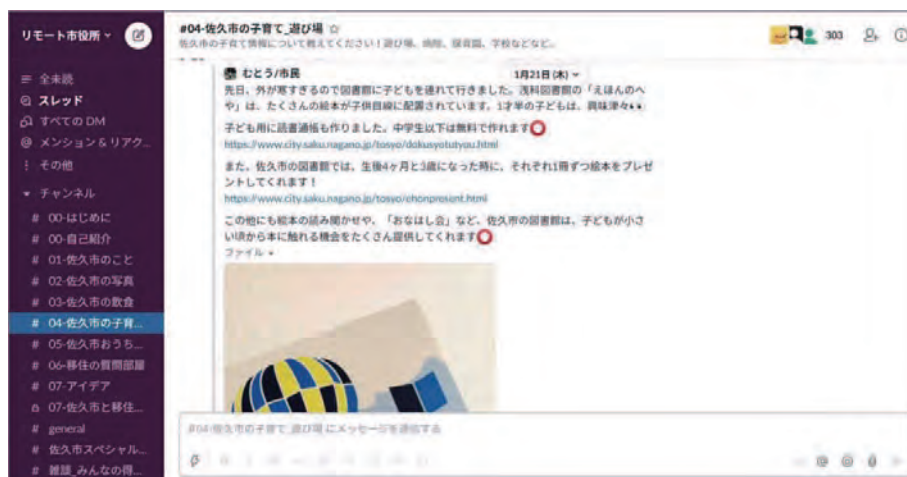 リモート市役所
全未読
スレッド
すべての DM
メンション & リアク...
その他
チャンネル
# 00-はじめに
# 00-自己紹介
# 01-佐久市のこと
# 02-佐久市の写真
# 03-佐久市の飲食
# 04-佐久市の子育...
# 05-佐久市おうち...
# 06-移住の質問部屋
# 07-アイデア
07-佐久市と移住...
# general
# 佐久市スペシャル...
# 雑談_みんなの得...
#04-佐久市の子育て_遊び場 ☆
佐久市の子育て情報について教えてください！遊び場、病院、保育園、学校などなど。
303
むとう/市民
1月21日 (木)
先日、外が寒すぎるので図書館に子どもを連れて行きました。浅科図書館の「えほんのへ
や」は、たくさんの絵本が子供目線に配置されています。1才半の子どもは、興味津々👀
子ども用に読書通帳も作りました。中学生以下は無料で作れます⭕
https://www.city.saku.nagano.jp/tosyo/dokusyotutyou.html
また、佐久市の図書館では、生後4ヶ月と3歳になった時に、それぞれ1冊ずつ絵本をプレゼ
ントしてくれます！
https://www.city.saku.nagano.jp/tosyo/ehonpresent.html
この他にも絵本の読み聞かせや、「おなはし会」など、佐久市の図書館は、子どもが小さ
い頃から本に触れる機会をたくさん提供してくれます⭕
ファイル
#04-佐久市の子育て_遊び場 にメッセージを送信する